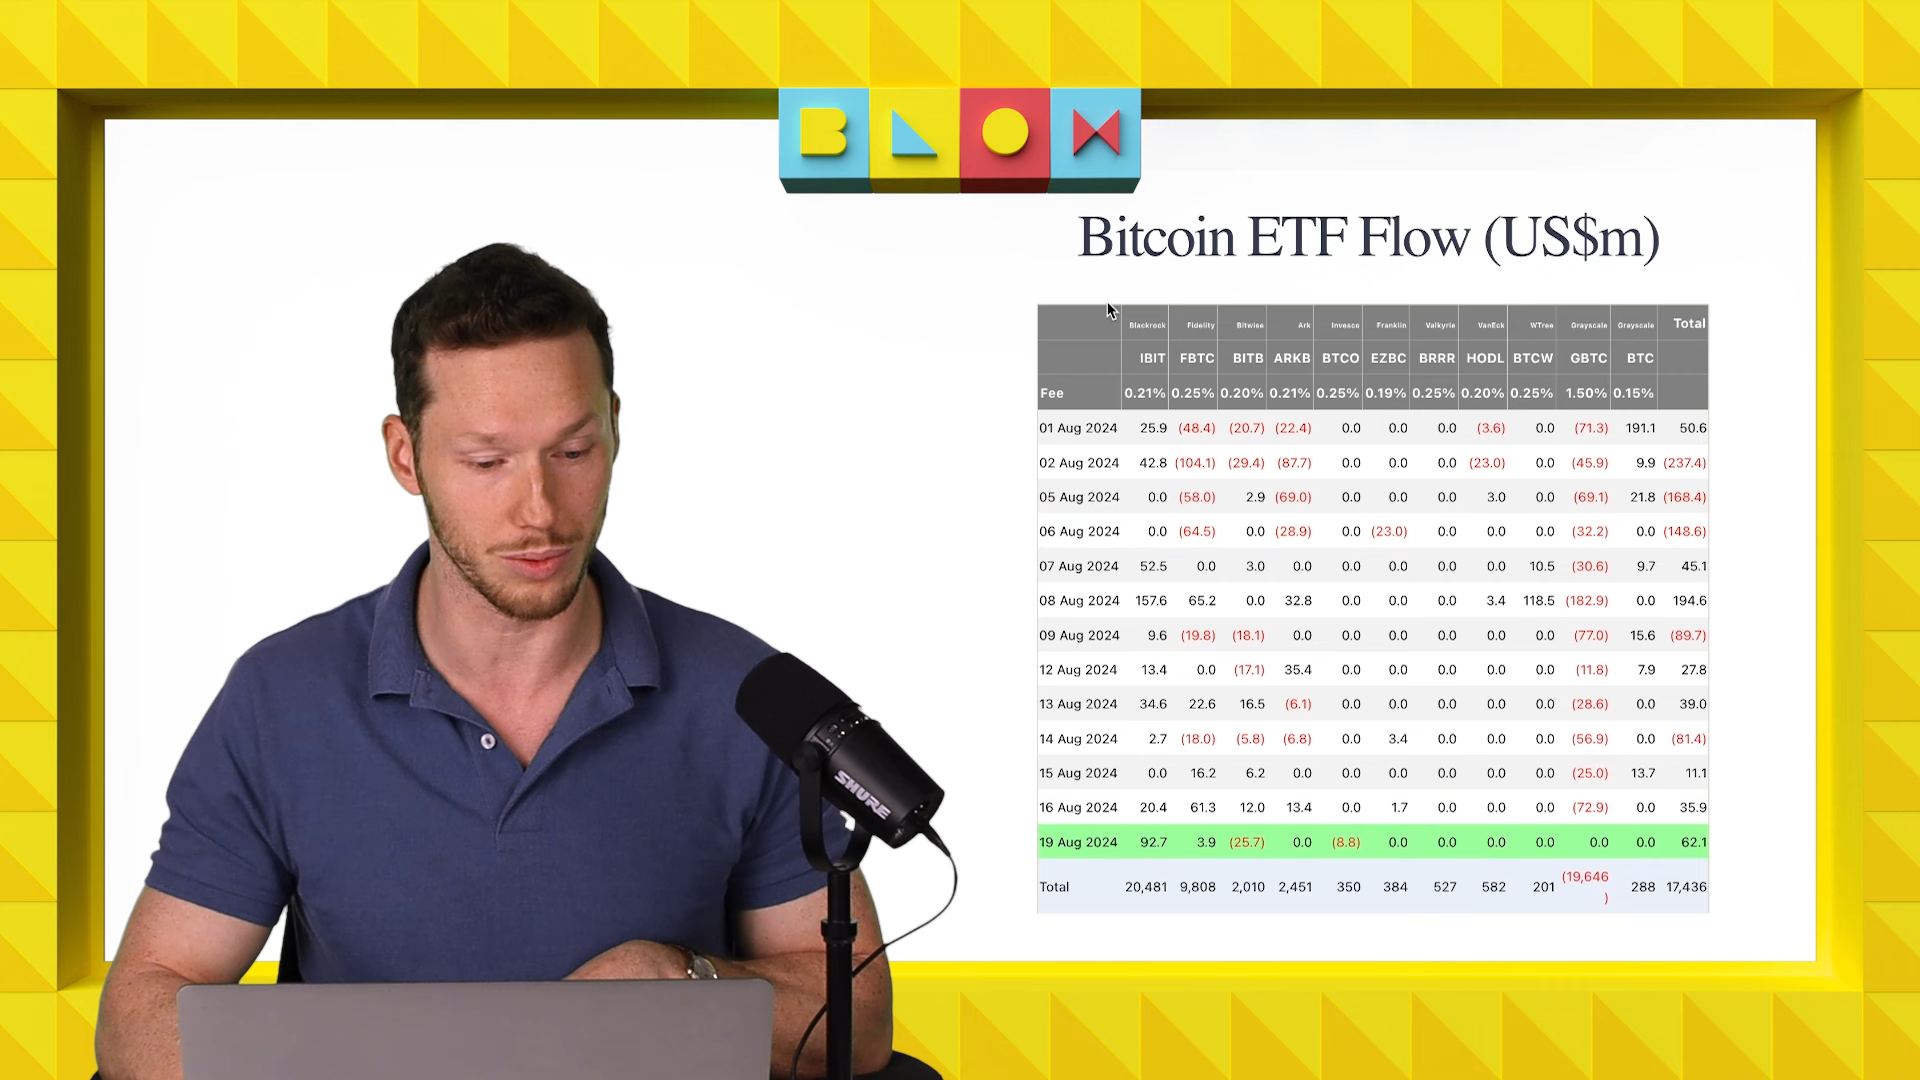 BLOX
Bitcoin ETF Flow (US$m)
Blackrock Fidelity Bitwise Ark Invesco Franklin Valkyrie VanEck WTree Grayscale Grayscale Total
IBIT FBTC BITB ARKB BTCO EZBC BRRR HODL BTCW GBTC BTC
Fee 0.21% 0.25% 0.20% 0.21% 0.25% 0.19% 0.25% 0.20% 0.25% 1.50% 0.15%
01 Aug 2024 25.9 (48.4) (20.7) (22.4) 0.0 0.0 0.0 (3.6) 0.0 (71.3) 191.1 50.6
02 Aug 2024 42.8 (104.1) (29.4) (87.7) 0.0 0.0 0.0 (23.0) 0.0 (45.9) 9.9 (237.4)
05 Aug 2024 0.0 (58.0) 2.9 (69.0) 0.0 0.0 0.0 3.0 0.0 (69.1) 21.8 (168.4)
06 Aug 2024 0.0 (64.5) 0.0 (28.9) 0.0 (23.0) 0.0 0.0 0.0 (32.2) 0.0 (148.6)
07 Aug 2024 52.5 0.0 3.0 0.0 0.0 0.0 0.0 0.0 10.5 (30.6) 9.7 45.1
08 Aug 2024 157.6 65.2 0.0 32.8 0.0 0.0 0.0 3.4 118.5 (182.9) 0.0 194.6
09 Aug 2024 9.6 (19.8) (18.1) 0.0 0.0 0.0 0.0 0.0 0.0 (77.0) 15.6 (89.7)
12 Aug 2024 13.4 0.0 (17.1) 35.4 0.0 0.0 0.0 0.0 0.0 (11.8) 7.9 27.8
13 Aug 2024 34.6 22.6 16.5 (6.1) 0.0 0.0 0.0 0.0 0.0 (28.6) 0.0 39.0
14 Aug 2024 2.7 (18.0) (5.8) (6.8) 0.0 3.4 0.0 0.0 0.0 (56.9) 0.0 (81.4)
15 Aug 2024 0.0 16.2 6.2 0.0 0.0 0.0 0.0 0.0 0.0 (25.0) 13.7 11.1
16 Aug 2024 20.4 61.3 12.0 13.4 0.0 1.7 0.0 0.0 0.0 (72.9) 0.0 35.9
19 Aug 2024 92.7 3.9 (25.7) 0.0 (8.8) 0.0 0.0 0.0 0.0 0.0 0.0 62.1
Total 20,481 9,808 2,010 2,451 350 384 527 582 201 (19,646) 288 17,436
SHURE